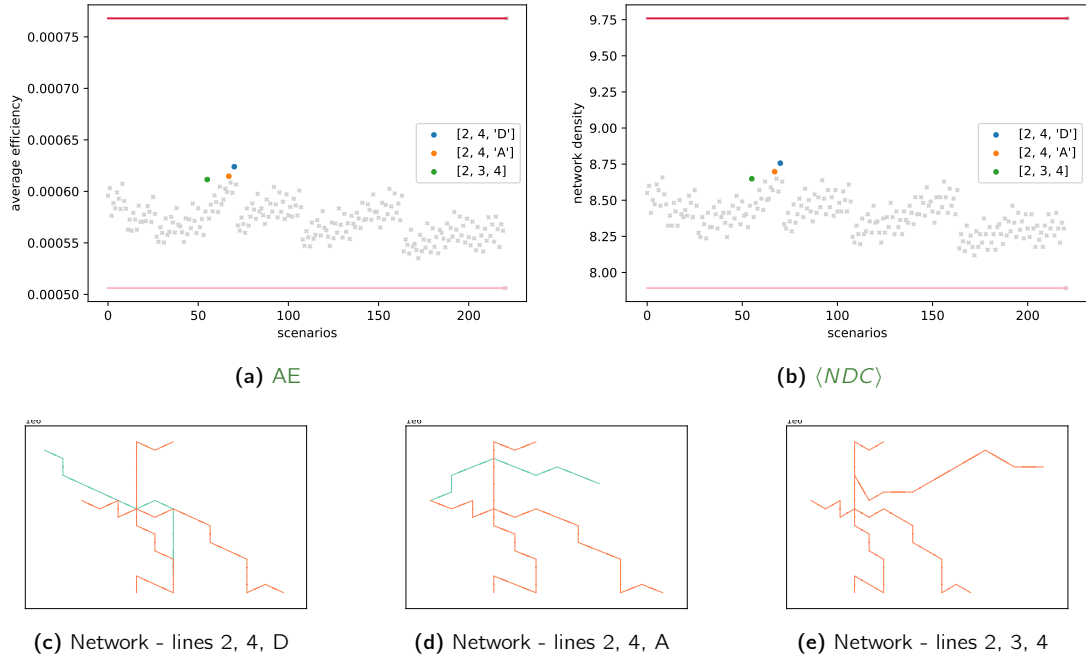 0.00075
0.00070
0.00065
0.00060
0.00055
0.00050
average efficiency
0 50 100 150 200
scenarios
[2, 4, 'D']
[2, 4, 'A']
[2, 3, 4]
(a) AE
9.75
9.50
9.25
9.00
8.75
8.50
8.25
8.00
network density
0 50 100 150 200
scenarios
[2, 4, 'D']
[2, 4, 'A']
[2, 3, 4]
(b) ⟨NDC⟩
(c) Network - lines 2, 4, D
(d) Network - lines 2, 4, A
(e) Network - lines 2, 3, 4